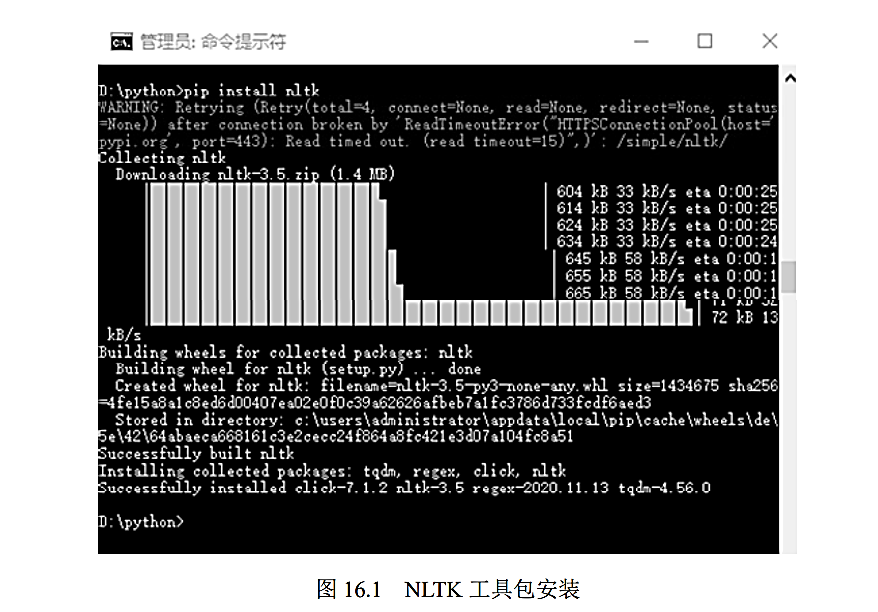 管理员: 命令提示符
D:\python>pip install nltk
WARNING: Retrying (Retry(total=4, connect=None, read=None, redirect=None, status
=None)) after connection broken by 'ReadTimeoutError("HTTPSConnectionPool(host='
pypi.org', port=443): Read timed out. (read timeout=15)",)': /simple/nltk/
Collecting nltk
Downloading nltk-3.5.zip (1.4 MB)
604 kB 33 kB/s eta 0:00:25
614 kB 33 kB/s eta 0:00:25
624 kB 33 kB/s eta 0:00:25
634 kB 33 kB/s eta 0:00:24
645 kB 58 kB/s eta 0:00:1
655 kB 58 kB/s eta 0:00:1
665 kB 58 kB/s eta 0:00:1
72 kB 13
kB/s
Building wheels for collected packages: nltk
Building wheel for nltk (setup.py) ... done
Created wheel for nltk: filename=nltk-3.5-py3-none-any.whl size=1434675 sha256
=4fe15a8a1c8ed6d00407ea02e0f0c39a62626afbeb7a1fc3786d733fcdf6aed3
Stored in directory: c:\users\administrator\appdata\local\pip\cache\wheels\de\
5e\42\64abaeca668161c3e2cecc24f864a8fc421e3d07a104fc8a51
Successfully built nltk
Installing collected packages: tqdm, regex, click, nltk
Successfully installed click-7.1.2 nltk-3.5 regex-2020.11.13 tqdm-4.56.0
D:\python>
图 16.1 NLTK 工具包安装